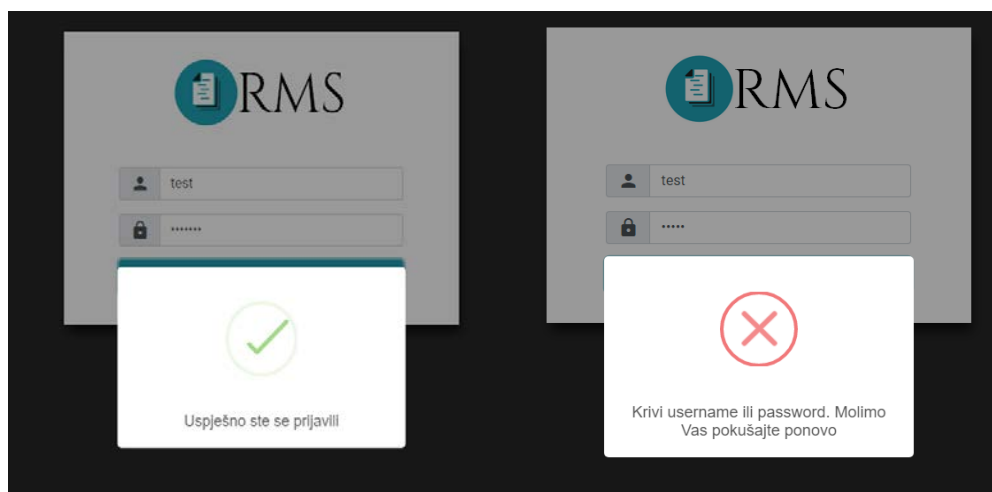 RMS
test
•••••••
Uspješno ste se prijavili
RMS
test
•••••
Krivi username ili password. Molimo
Vas pokušajte ponovo